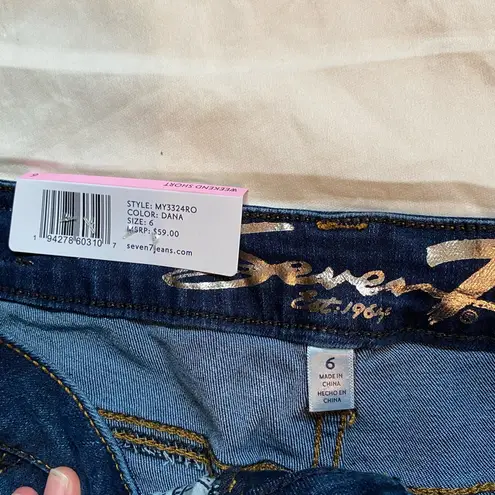 WEEKEND SHORT
STYLE: MY3324RO
COLOR: DANA
SIZE: 6
MSRP: $59.00
seven7jeans.com
1 94278 60310 7
Seven7
Est. 1964
6
MADE IN
CHINA
HECHO EN
CHINA